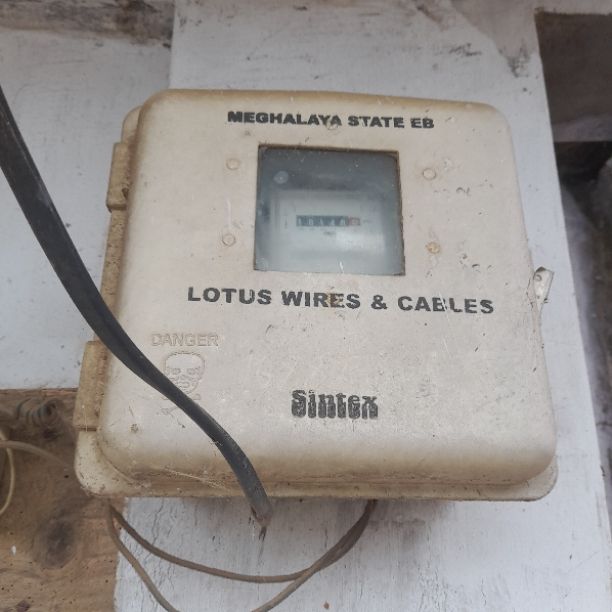 MEGHALAYA STATE EB
LOTUS WIRES & CABLES
DANGER
Sintex